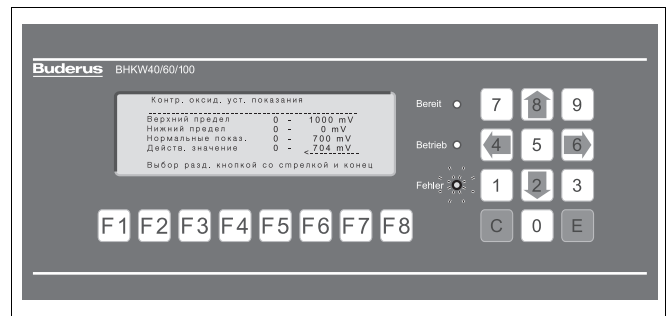 Buderus BHKW40/60/100
Контр. оксид. уст. показания
Верхний предел 0 - 1000 mV
Нижний предел 0 - 0 mV
Нормальные показ. 0 - 700 mV
Действ. значение 0 - <704 mV
Выбор разд. кнопкой со стрелкой и конец
Bereit 7 8 9
Betrieb 4 5 6
Fehler 1 2 3
F1 F2 F3 F4 F5 F6 F7 F8 C 0 E